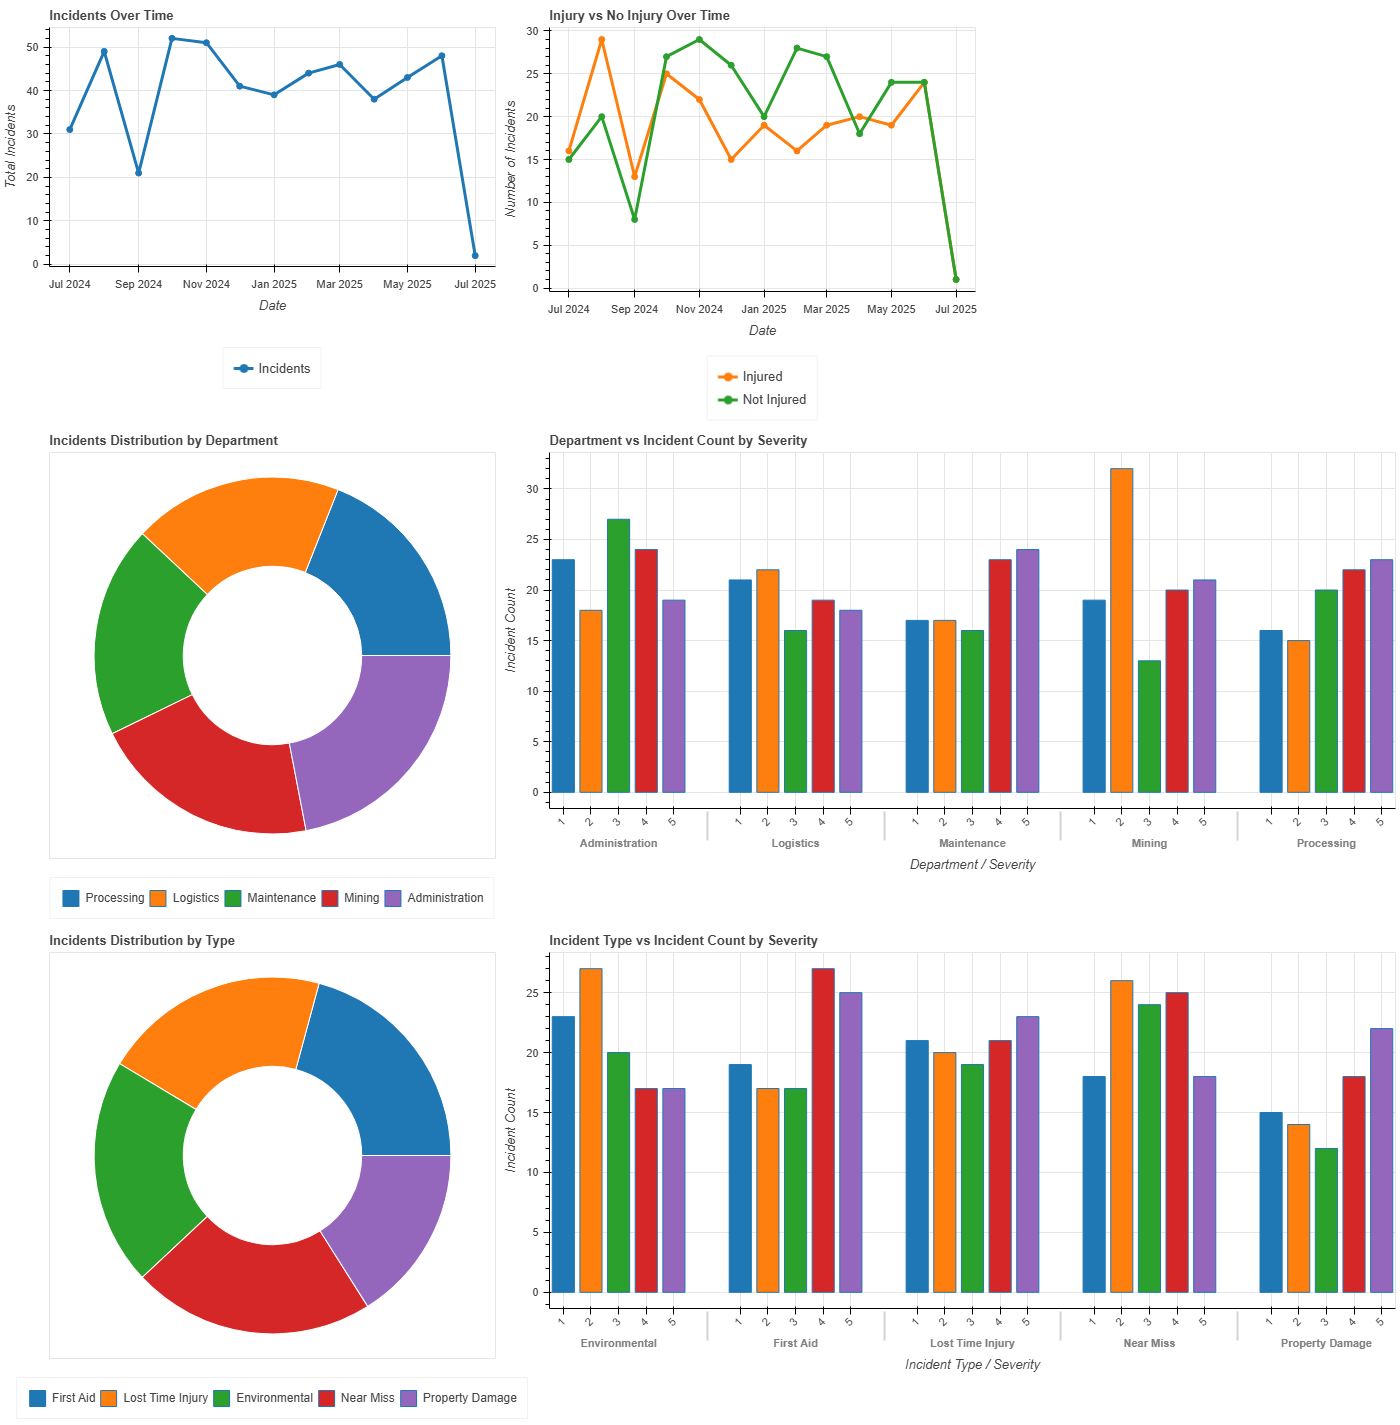 Incidents Over Time
50
40
30
20
10
0
Total Incidents
Jul 2024 Sep 2024 Nov 2024 Jan 2025 Mar 2025 May 2025 Jul 2025
Date
Incidents
Injury vs No Injury Over Time
30
25
20
15
10
5
0
Number of Incidents
Jul 2024 Sep 2024 Nov 2024 Jan 2025 Mar 2025 May 2025 Jul 2025
Date
Injured
Not Injured
Incidents Distribution by Department
Processing Logistics Maintenance Mining Administration
Department vs Incident Count by Severity
30
25
20
15
10
5
0
Incident Count
1 2 3 4 5 1 2 3 4 5 1 2 3 4 5 1 2 3 4 5 1 2 3 4 5
Administration Logistics Maintenance Mining Processing
Department / Severity
Incidents Distribution by Type
First Aid Lost Time Injury Environmental Near Miss Property Damage
Incident Type vs Incident Count by Severity
25
20
15
10
5
0
Incident Count
1 2 3 4 5 1 2 3 4 5 1 2 3 4 5 1 2 3 4 5 1 2 3 4 5
Environmental First Aid Lost Time Injury Near Miss Property Damage
Incident Type / Severity